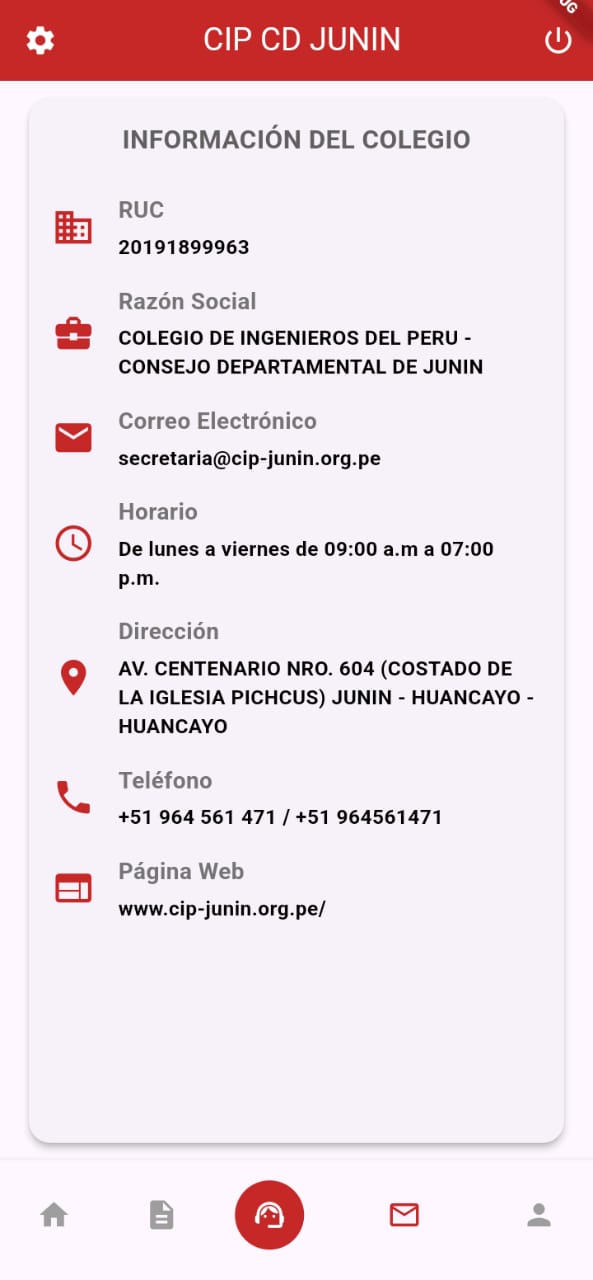 CIP CD JUNIN
INFORMACIÓN DEL COLEGIO
RUC
20191899963
Razón Social
COLEGIO DE INGENIEROS DEL PERU -
CONSEJO DEPARTAMENTAL DE JUNIN
Correo Electrónico
secretaria@cip-junin.org.pe
Horario
De lunes a viernes de 09:00 a.m a 07:00
p.m.
Dirección
AV. CENTENARIO NRO. 604 (COSTADO DE
LA IGLESIA PICHCUS) JUNIN - HUANCAYO -
HUANCAYO
Teléfono
+51 964 561 471 / +51 964561471
Página Web
www.cip-junin.org.pe/